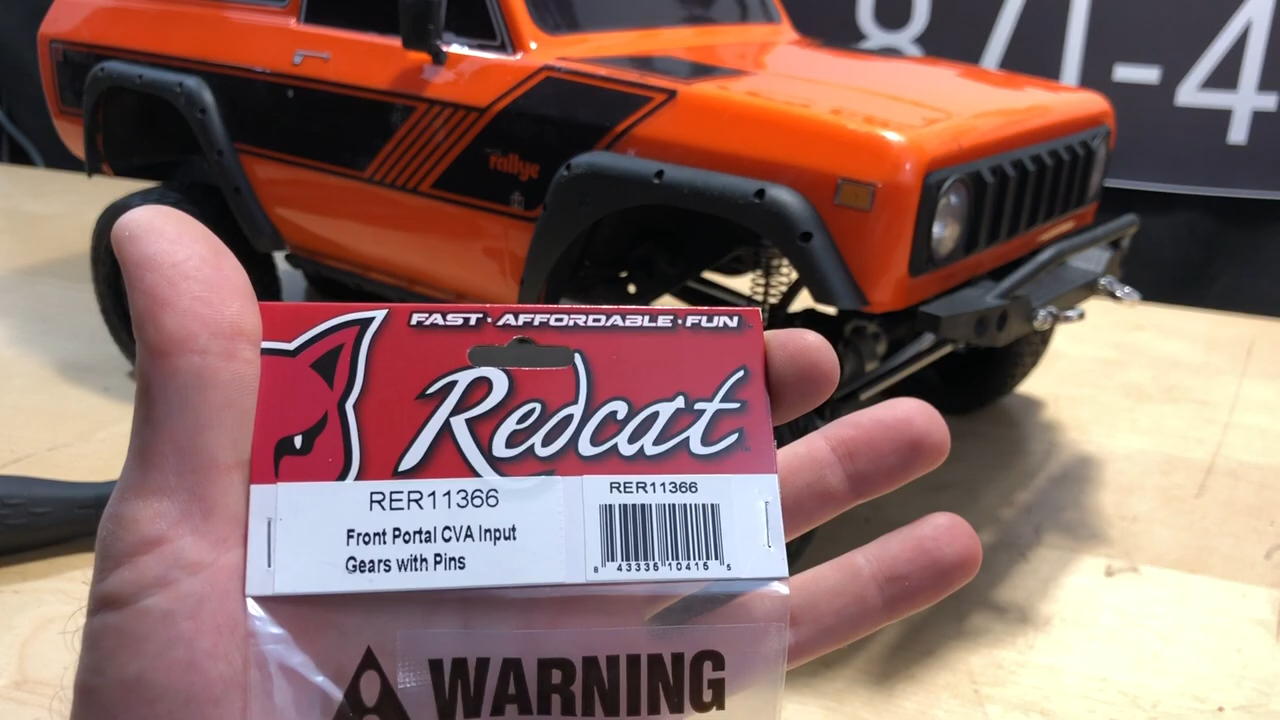 871-4
rallye
FAST · AFFORDABLE · FUN
Redcat
RER11366
Front Portal CVA Input
Gears with Pins
RER11366
8 43335 10415 5
WARNING